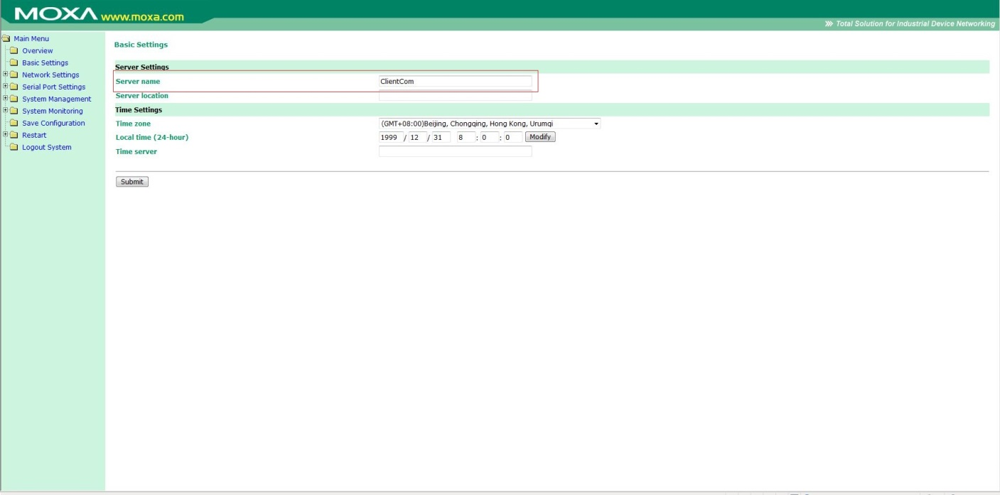 MOXA www.moxa.com
Total Solution for Industrial Device Networking
Main Menu
Overview
Basic Settings
Network Settings
Serial Port Settings
System Management
System Monitoring
Save Configuration
Restart
Logout System
Basic Settings
Server Settings
Server name ClientCom
Server location
Time Settings
Time zone (GMT+08:00)Beijing, Chongqing, Hong Kong, Urumqi
Local time (24-hour) 1999 / 12 / 31 8 : 0 : 0 Modify
Time server
Submit